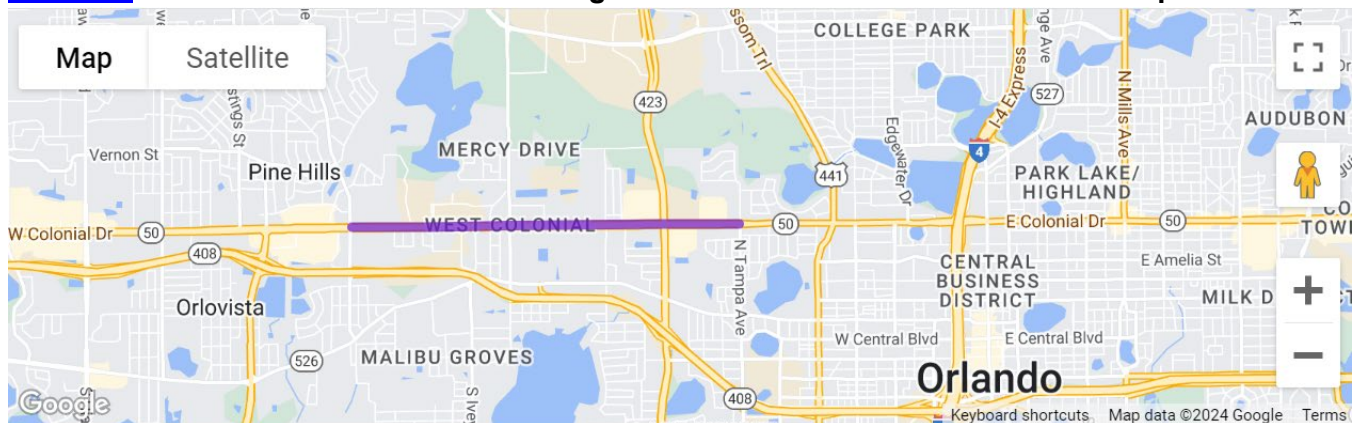 Map
Satellite
COLLEGE PARK
527
N Mills Ave
I-4 Express
423
AUDUBON
Edgewater Dr
Vernon St
MERCY DRIVE
4
Pine Hills
441
PARK LAKE/
HIGHLAND
WEST COLONIAL
W Colonial Dr
50
50
E Colonial Dr
50
408
N Tampa Ave
CENTRAL
BUSINESS
DISTRICT
E Amelia St
Orlovista
MILK D
W Central Blvd
E Central Blvd
526
MALIBU GROVES
Orlando
408
Google
Keyboard shortcuts
Map data ©2024 Google
Terms